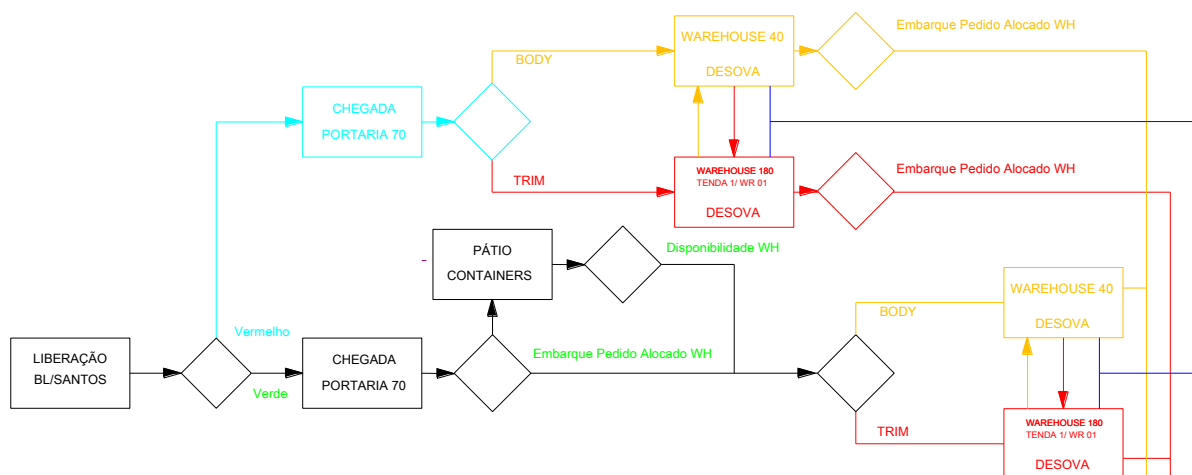 Embarque Pedido Alocado WH
WAREHOUSE 40
DESOVA
BODY
CHEGADA
PORTARIA 70
WAREHOUSE 180
TENDA 1/ WR 01
DESOVA
Embarque Pedido Alocado WH
TRIM
PÁTIO
CONTAINERS
Disponibilidade WH
WAREHOUSE 40
DESOVA
BODY
Vermelho
LIBERAÇÃO
BL/SANTOS
CHEGADA
PORTARIA 70
Embarque Pedido Alocado WH
Verde
WAREHOUSE 180
TENDA 1/ WR 01
DESOVA
TRIM